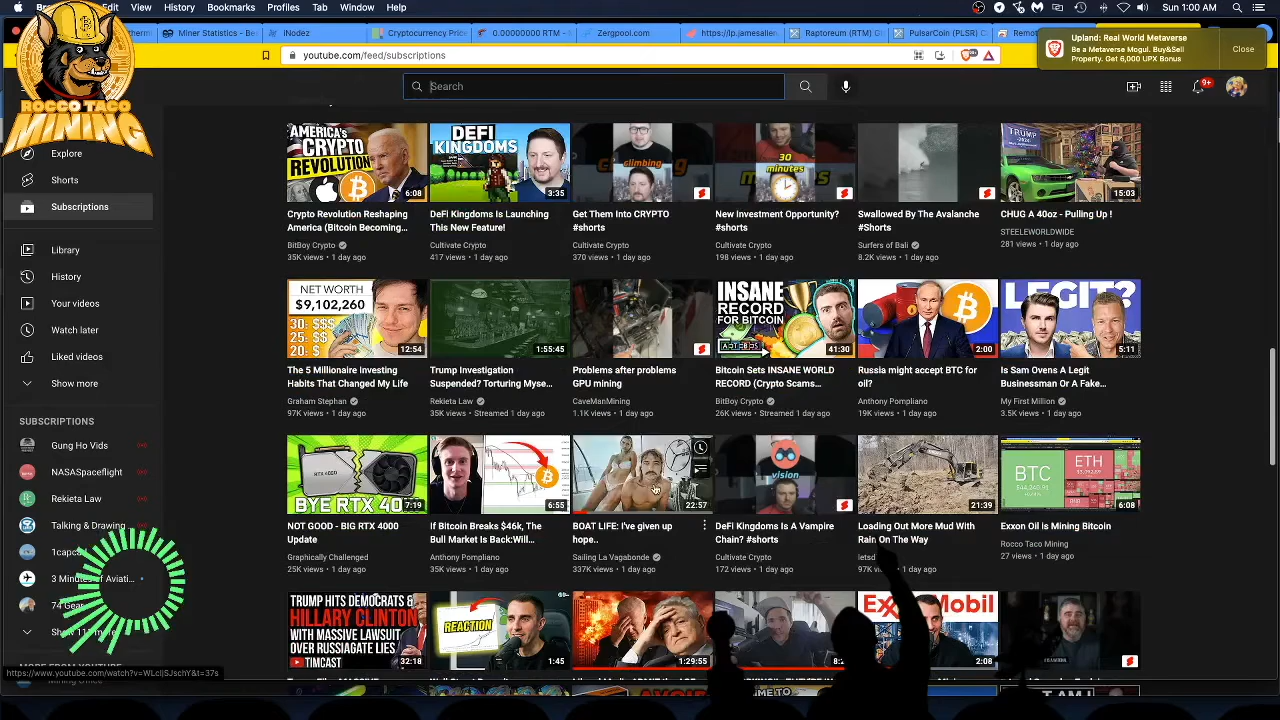 Edit
View
History
Bookmarks
Profiles
Tab
Window
Help
Sun 1:00 AM
Miner Statistics - Be
iNodez
Cryptocurrency Price
0.00000000 RTM -
Zergpool.com
https://lp.jamesallen
Raptoreum (RTM) G
PulsarCoin (PLSR) C
Remot
youtube.com/feed/subscriptions
Upland: Real World Metaverse
Be a Metaverse Mogul. Buy&Sell
Property. Get 6,000 UPX Bonus
Close
ROCCO TACO
MINING
Search
9+
Explore
Shorts
Subscriptions
Library
History
Your videos
Watch later
Liked videos
Show more
SUBSCRIPTIONS
Gung Ho Vids
NASASpaceflight
Rekieta Law
Talking & Drawing
3 Minutes of Aviati...
AMERICA'S
CRYPTO
REVOLUTION
6:08
DEFI
KINGDOMS
3:35
climbing
30
minutes
TRUMP
15:03
Crypto Revolution Reshaping
America (Bitcoin Becoming...
BitBoy Crypto
35K views • 1 day ago
DeFi Kingdoms Is Launching
This New Feature!
Cultivate Crypto
417 views • 1 day ago
Get Them Into CRYPTO
#shorts
Cultivate Crypto
370 views • 1 day ago
New Investment Opportunity?
#shorts
Cultivate Crypto
198 views • 1 day ago
Swallowed By The Avalanche
#Shorts
Surfers of Bali
8.2K views • 1 day ago
CHUG A 40oz - Pulling Up !
STEELEWORLDWIDE
281 views • 1 day ago
NET WORTH
$9,102,260
30- $$$
25- $$
20- $
12:54
1:55:45
INSANE
RECORD
FOR BITCOIN
41:30
2:00
LEGIT?
5:11
The 5 Millionaire Investing
Habits That Changed My Life
Graham Stephan
97K views • 1 day ago
Trump Investigation
Suspended? Torturing Myse...
Rekieta Law
35K views • Streamed 1 day ago
Problems after problems
GPU mining
CaveManMining
1.1K views • 1 day ago
Bitcoin Sets INSANE WORLD
RECORD (Crypto Scams...
BitBoy Crypto
26K views • Streamed 1 day ago
Russia might accept BTC for
oil?
Anthony Pompliano
19K views • 1 day ago
Is Sam Ovens A Legit
Businessman Or A Fake...
My First Million
3.5K views • 1 day ago
BYE RTX 40
7:19
6:55
22:57
vision
21:39
BTC
ETH
6:08
NOT GOOD - BIG RTX 4000
Update
Graphically Challenged
25K views • 1 day ago
If Bitcoin Breaks $46k, The
Bull Market Is Back:Will...
Anthony Pompliano
19K views • 1 day ago
BOAT LIFE: I've given up
hope..
Sailing La Vagabonde
337K views • 1 day ago
DeFi Kingdoms Is A Vampire
Chain? #shorts
Cultivate Crypto
172 views • 1 day ago
Loading Out More Mud With
Rain On The Way
letsd
97K views • 1 day ago
Exxon Oil is Mining Bitcoin
Rocco Taco Mining
27 views • 1 day ago
TRUMP HITS DEMOCRATS &
HILLARY CLINTON
WITH MASSIVE LAWSUIT
OVER RUSSIAGATE LIES
TIMCAST
32:18
REACTION
1:45
1:29:55
Mobil
2:08
https://www.youtube.com/watch?v=WLcljSJschY&t=37s